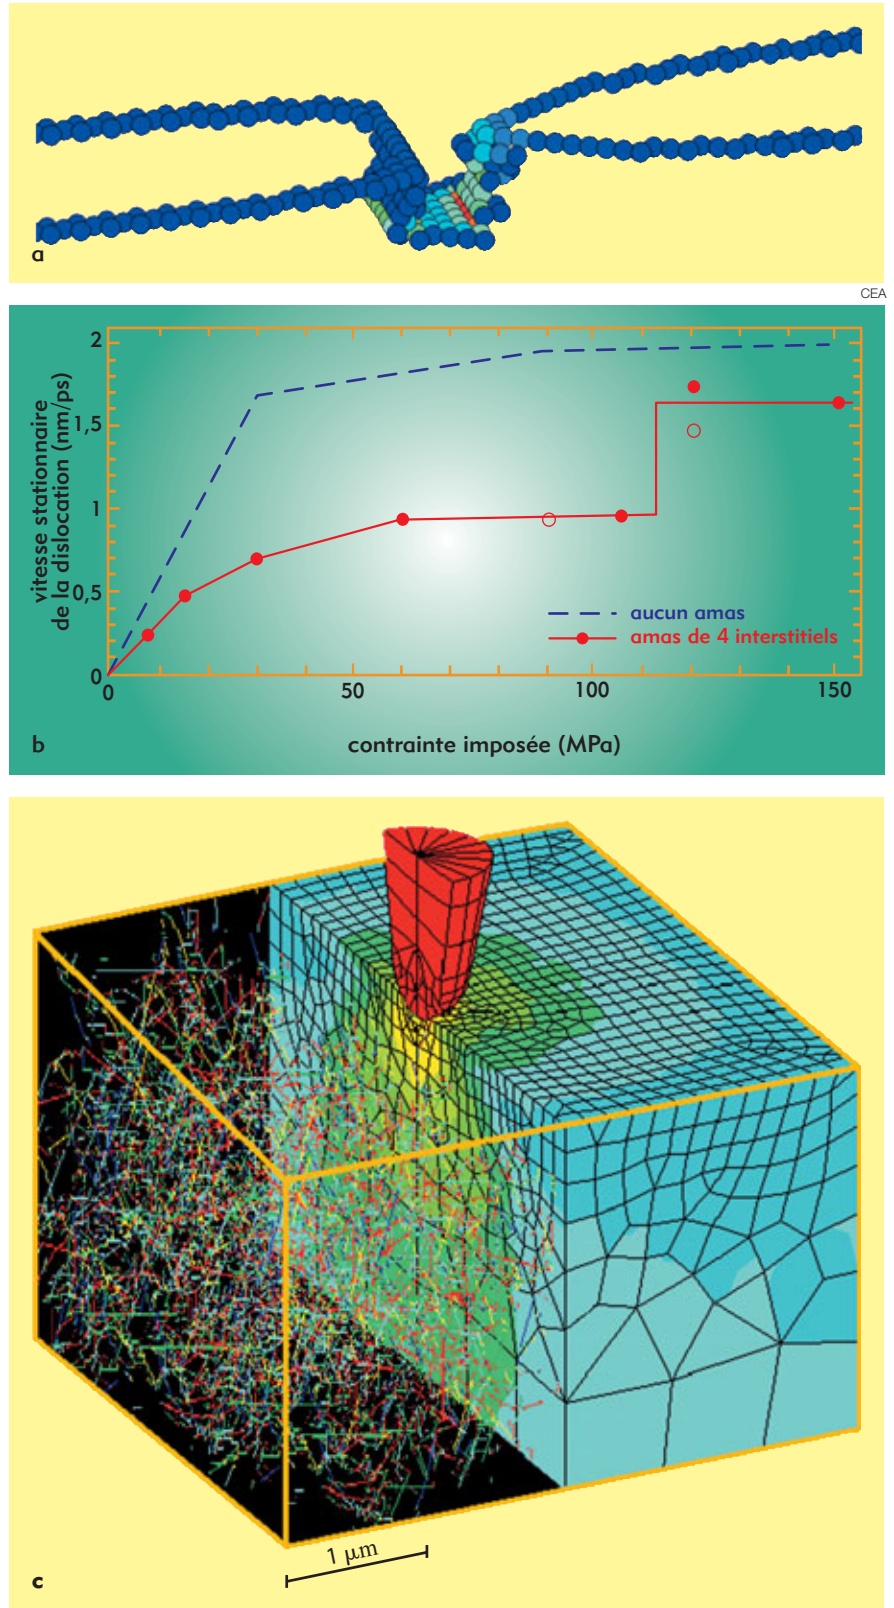 a
CEA
vitesse stationnaire
de la dislocation (nm/ps)
2
1,5
1
0,5
0
0
50
100
150
aucun amas
amas de 4 interstitiels
b
contrainte imposée (MPa)
1 μm
c